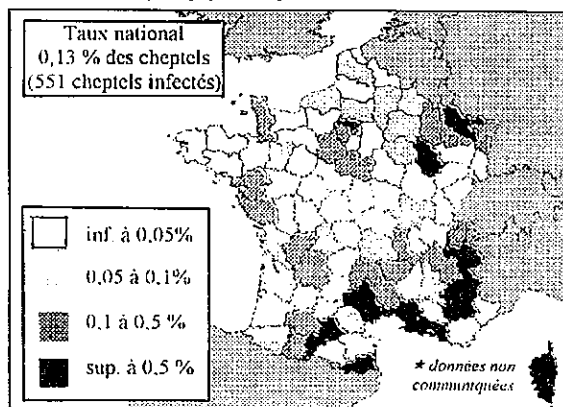 Taux national
0,13 % des cheptels
(551 cheptels infectés)
inf. à 0,05%
0,05 à 0,1%
0,1 à 0,5 %
sup. à 0,5 %
* données non
communiquées